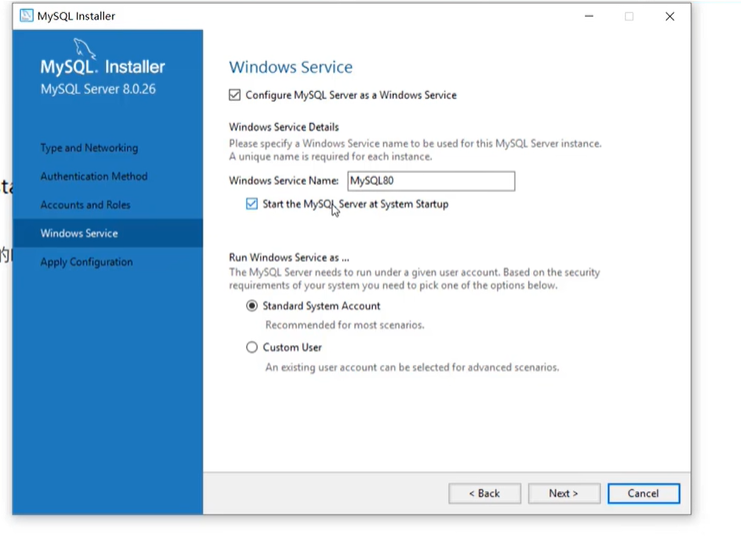 MySQL Installer
MySQL. Installer
MySQL Server 8.0.26
Type and Networking
Authentication Method
Accounts and Roles
Windows Service
Apply Configuration
Windows Service
Configure MySQL Server as a Windows Service
Windows Service Details
Please specify a Windows Service name to be used for this MySQL Server instance.
A unique name is required for each instance.
Windows Service Name: MySQL80
Start the MySQL Server at System Startup
Run Windows Service as ...
The MySQL Server needs to run under a given user account. Based on the security
requirements of your system you need to pick one of the options below.
Standard System Account
Recommended for most scenarios.
Custom User
An existing user account can be selected for advanced scenarios.
< Back
Next >
Cancel
的